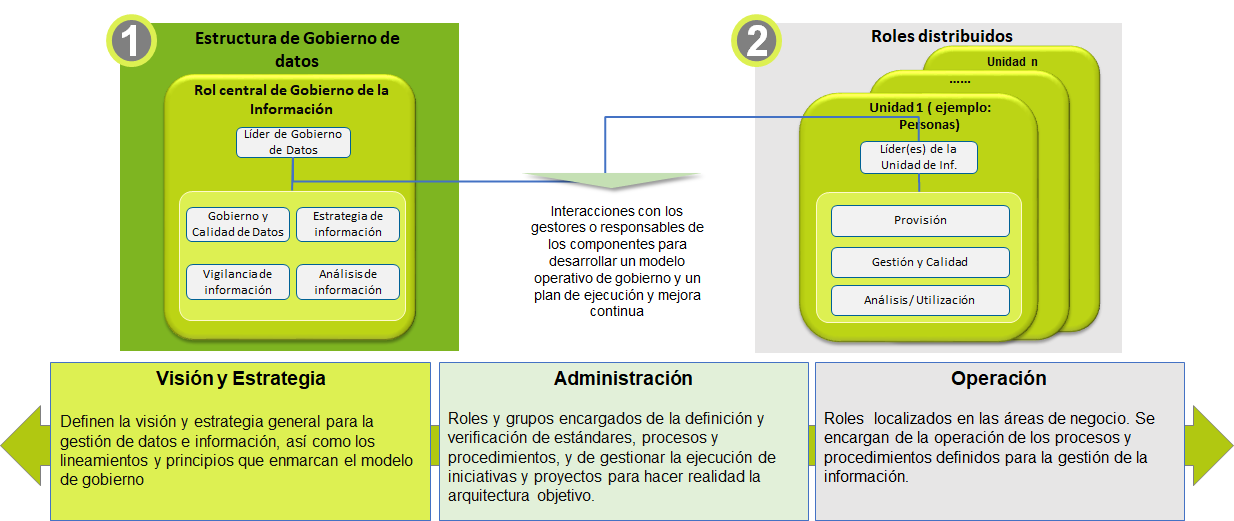 1
Estructura de Gobierno de
datos
Rol central de Gobierno de la
Información
Líder de Gobierno
de Datos
Gobierno y
Calidad de Datos
Estrategia de
información
Vigilancia de
información
Análisis de
información
Interacciones con los
gestores o responsables de
los componentes para
desarrollar un modelo
operativo de gobierno y un
plan de ejecución y mejora
continua
2
Roles distribuidos
Unidad n
......
Unidad 1 ( ejemplo:
Personas)
Líder(es) de la
Unidad de Inf.
Provisión
Gestión y Calidad
Análisis/ Utilización
Visión y Estrategia
Definen la visión y estrategia general para la
gestión de datos e información, así como los
lineamientos y principios que enmarcan el modelo
de gobierno
Administración
Roles y grupos encargados de la definición y
verificación de estándares, procesos y
procedimientos, y de gestionar la ejecución de
iniciativas y proyectos para hacer realidad la
arquitectura objetivo.
Operación
Roles localizados en las áreas de negocio. Se
encargan de la operación de los procesos y
procedimientos definidos para la gestión de la
información.